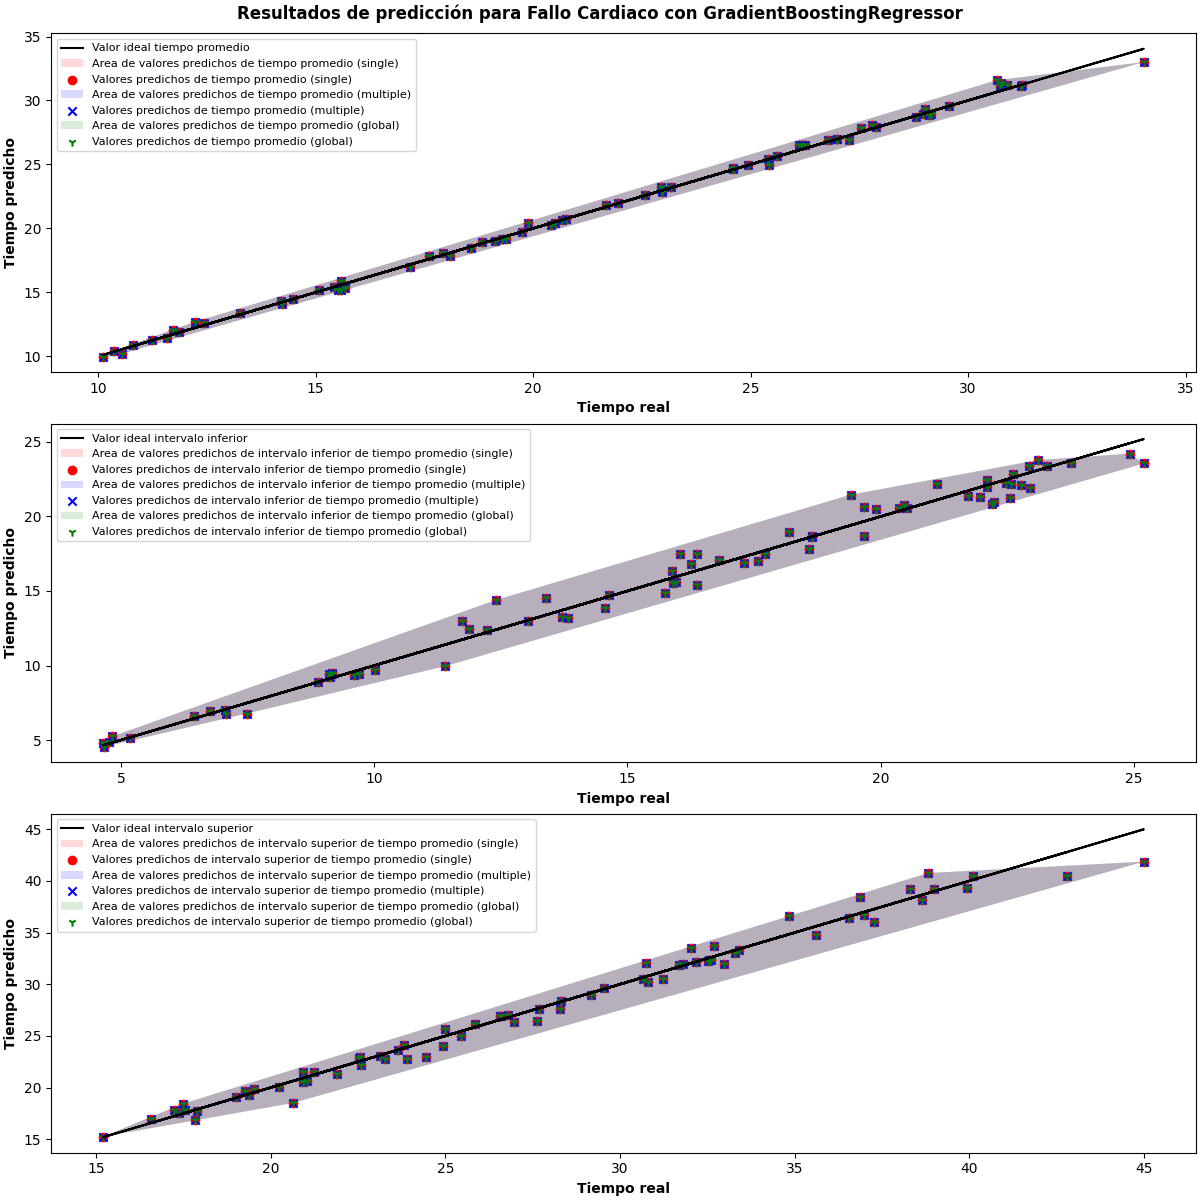 Resultados de predicción para Fallo Cardiaco con GradientBoostingRegressor
Valor ideal tiempo promedio
Area de valores predichos de tiempo promedio (single)
Valores predichos de tiempo promedio (single)
Area de valores predichos de tiempo promedio (multiple)
Valores predichos de tiempo promedio (multiple)
Area de valores predichos de tiempo promedio (global)
Valores predichos de tiempo promedio (global)
Tiempo predicho
35
30
25
20
15
10
10 15 20 25 30 35
Tiempo real
Valor ideal intervalo inferior
Area de valores predichos de intervalo inferior de tiempo promedio (single)
Valores predichos de intervalo inferior de tiempo promedio (single)
Area de valores predichos de intervalo inferior de tiempo promedio (multiple)
Valores predichos de intervalo inferior de tiempo promedio (multiple)
Area de valores predichos de intervalo inferior de tiempo promedio (global)
Valores predichos de intervalo inferior de tiempo promedio (global)
Tiempo predicho
25
20
15
10
5
5 10 15 20 25
Tiempo real
Valor ideal intervalo superior
Area de valores predichos de intervalo superior de tiempo promedio (single)
Valores predichos de intervalo superior de tiempo promedio (single)
Area de valores predichos de intervalo superior de tiempo promedio (multiple)
Valores predichos de intervalo superior de tiempo promedio (multiple)
Area de valores predichos de intervalo superior de tiempo promedio (global)
Valores predichos de intervalo superior de tiempo promedio (global)
Tiempo predicho
45
40
35
30
25
20
15
15 20 25 30 35 40 45
Tiempo real